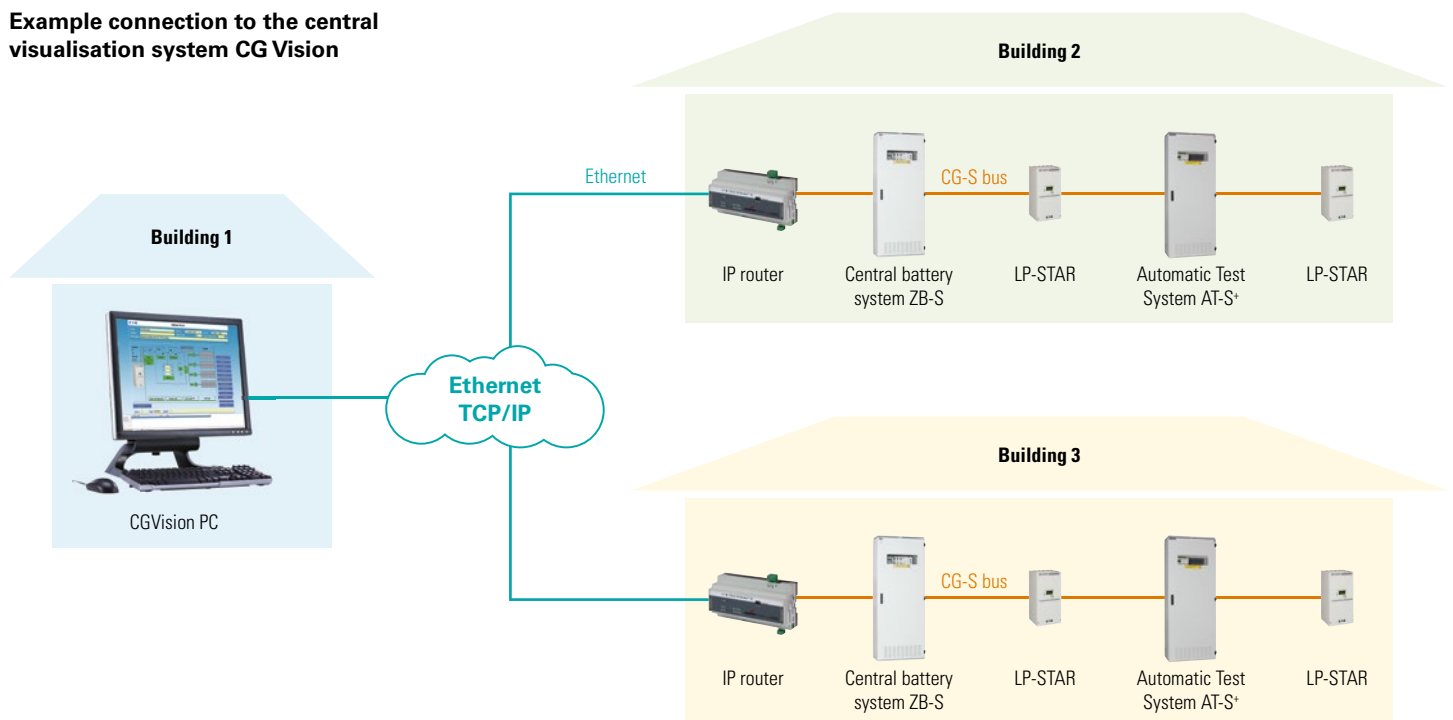 Example connection to the central
visualisation system CG Vision
Building 1
CGVision PC
Ethernet
TCP/IP
Ethernet
Building 2
CG-S bus
IP router
Central battery
system ZB-S
LP-STAR
Automatic Test
System AT-S⁺
LP-STAR
Building 3
CG-S bus
IP router
Central battery
system ZB-S
LP-STAR
Automatic Test
System AT-S⁺
LP-STAR